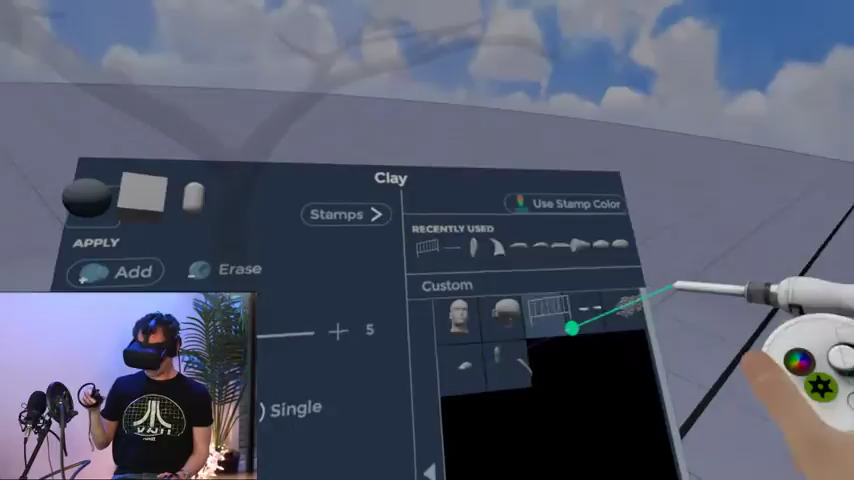 Clay
Stamps
Use Stamp Color
RECENTLY USED
APPLY
Add
Erase
Custom
5
Single